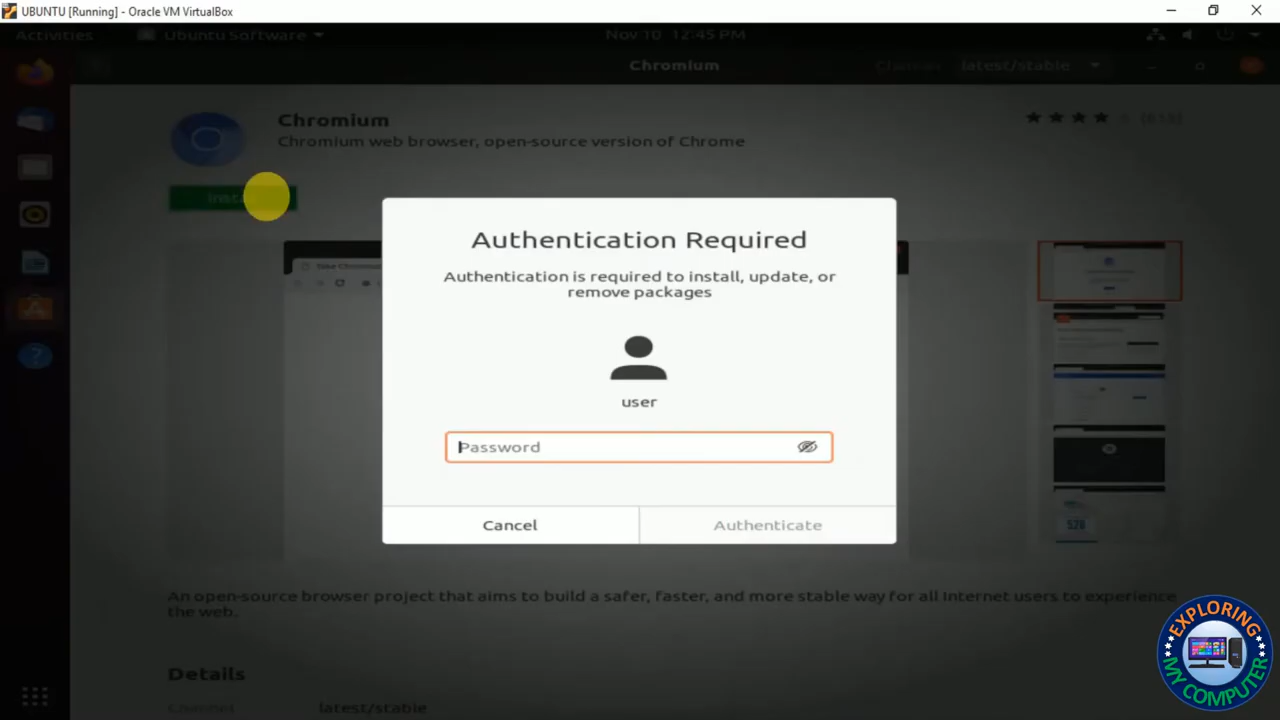 UBUNTU [Running] - Oracle VM VirtualBox
Activities Ubuntu Software Nov 10 12:45 PM
Chromium Channel latest/stable
Chromium
Chromium web browser, open-source version of Chrome
Authentication Required
Authentication is required to install, update, or
remove packages
user
Password
Cancel Authenticate
An open-source browser project that aims to build a safer, faster, and more stable way for all Internet users to experience
the web.
Details
Channel latest/stable
EXPLORING
MY COMPUTER